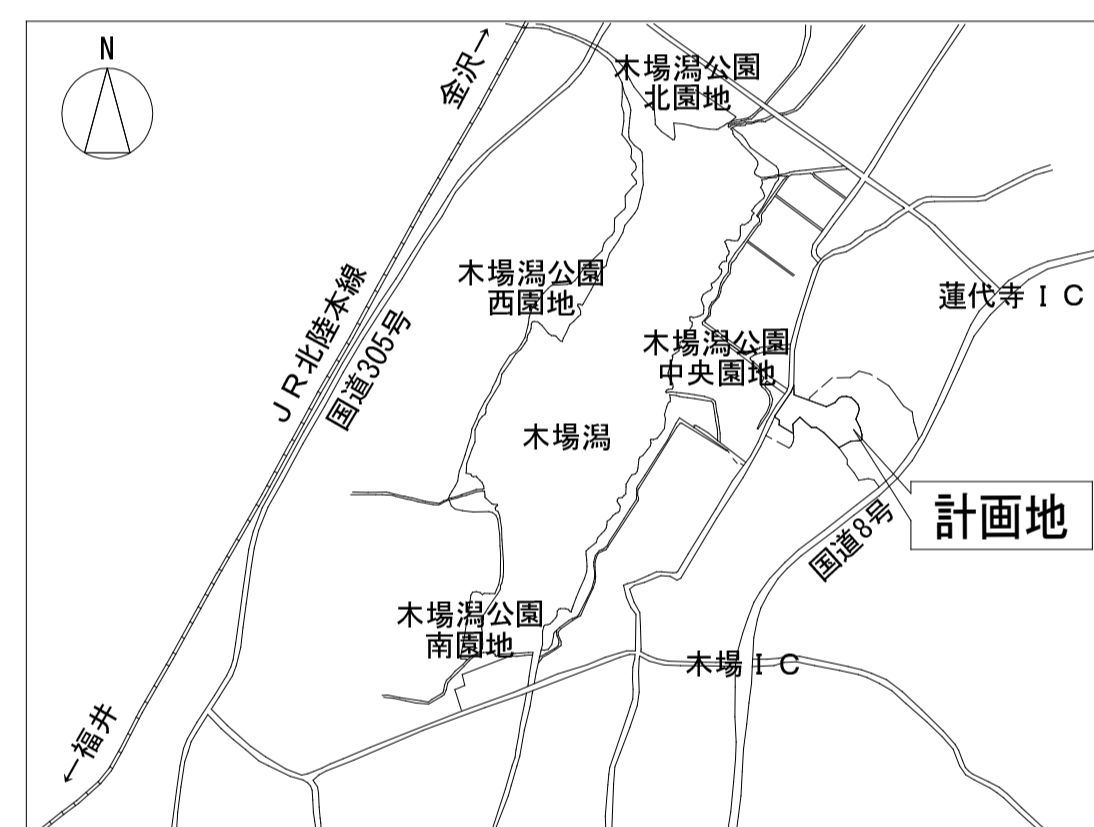 N
金沢→
木場潟公園
北園地
木場潟公園
西園地
蓮代寺ＩＣ
ＪＲ北陸本線
国道305号
木場潟公園
中央園地
木場潟
計画地
国道8号
木場潟公園
南園地
木場ＩＣ
←福井